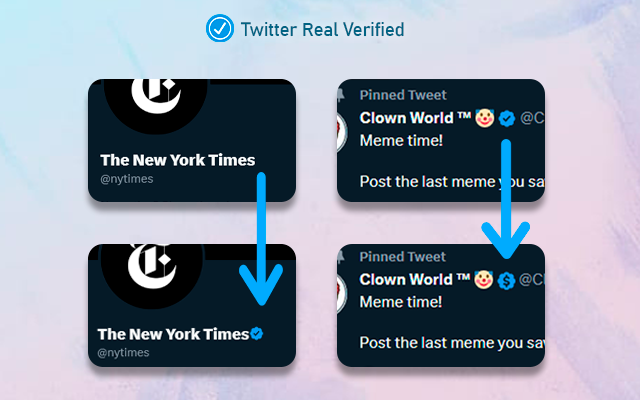 Twitter Real Verified
The New York Times
@nytimes
Pinned Tweet
Clown World ™ 🤡 @C
Meme time!
Post the last meme you sa
The New York Times
@nytimes
Pinned Tweet
Clown World ™ 🤡 @C
Meme time!
Post the last meme you sav